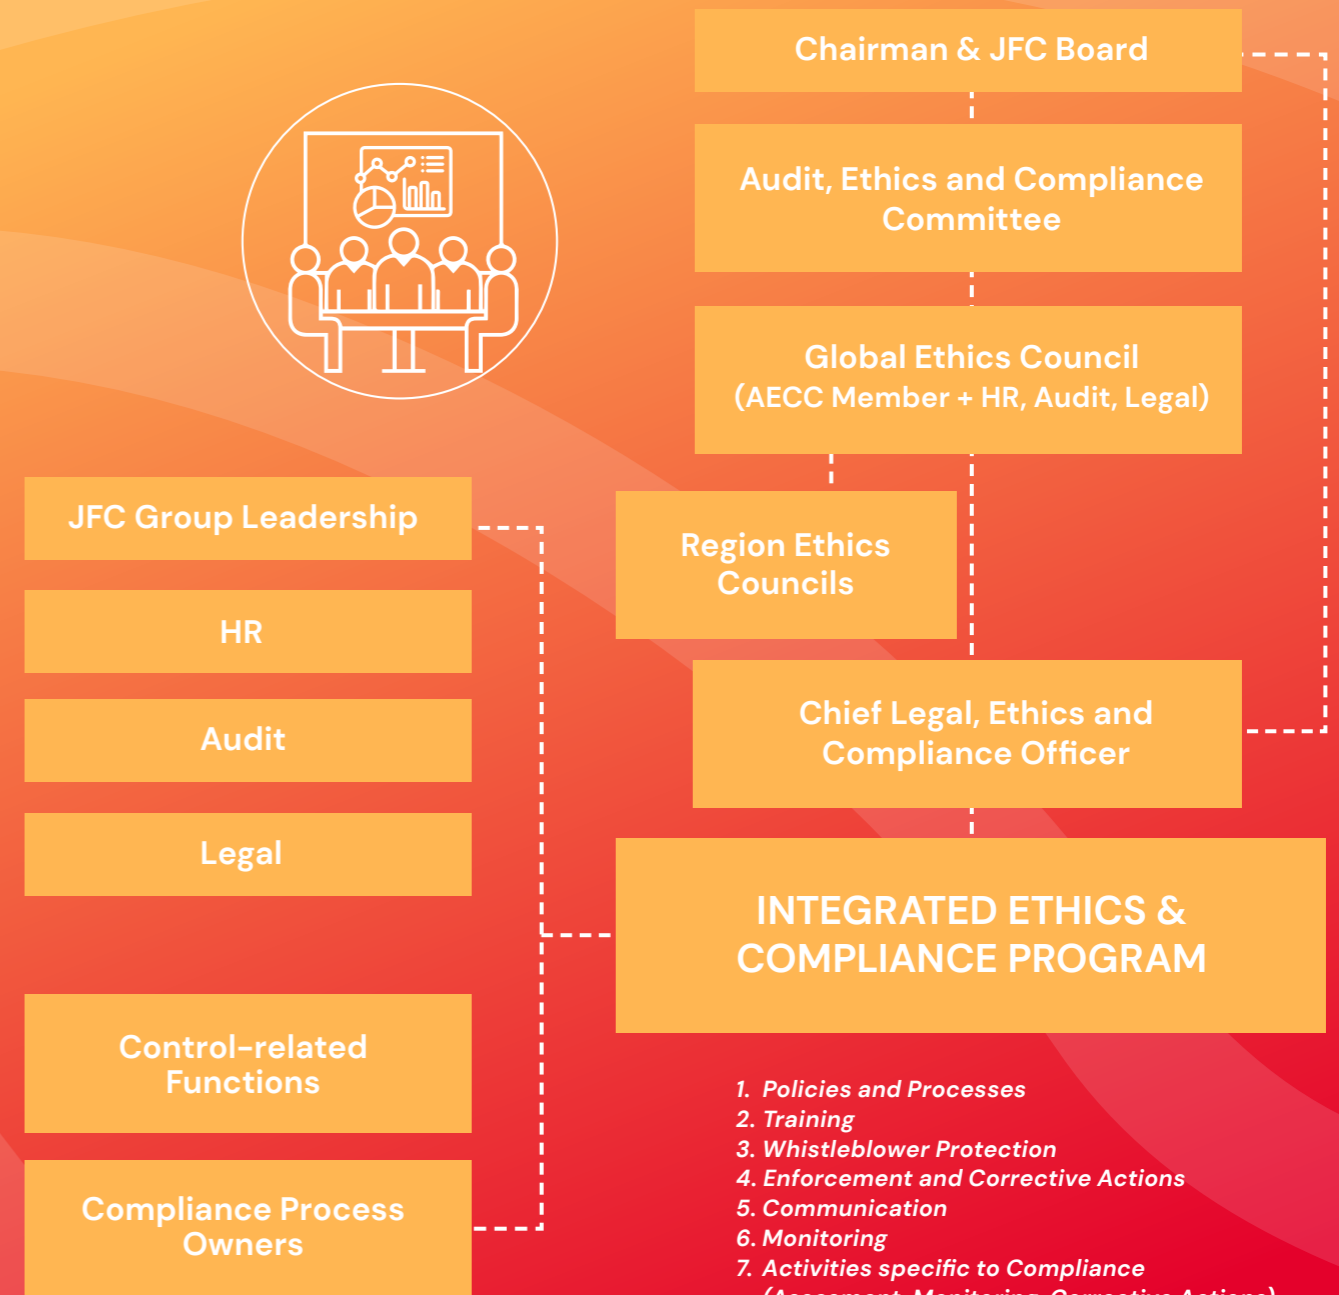 Chairman & JFC Board
Audit, Ethics and Compliance
Committee
Global Ethics Council
(AECC Member + HR, Audit, Legal)
Region Ethics
Councils
Chief Legal, Ethics and
Compliance Officer
INTEGRATED ETHICS &
COMPLIANCE PROGRAM
1. Policies and Processes
2. Training
3. Whistleblower Protection
4. Enforcement and Corrective Actions
5. Communication
6. Monitoring
7. Activities specific to Compliance
Monitoring, Corrective Actions)
JFC Group Leadership
HR
Audit
Legal
Control-related
Functions
Compliance Process
Owners